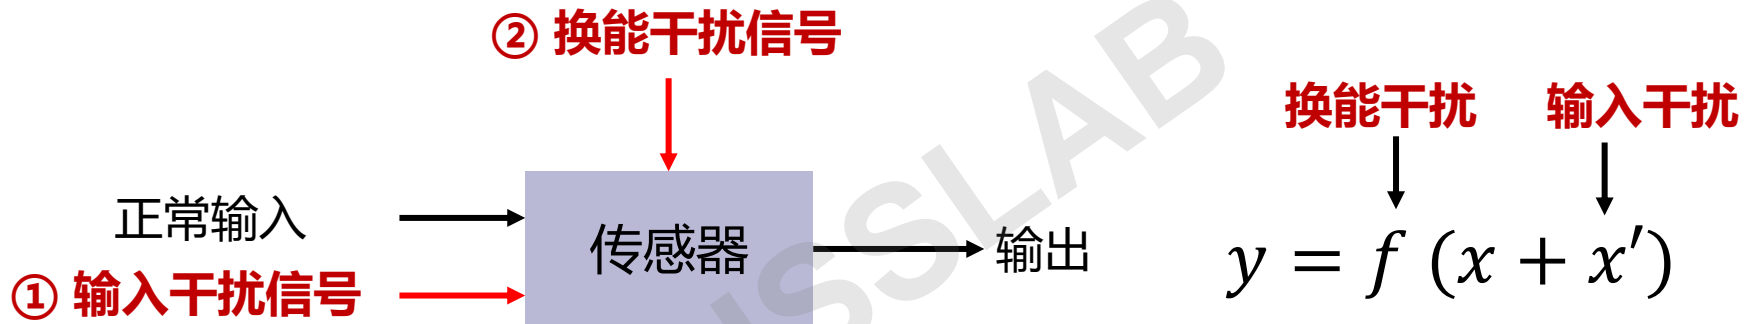 ② 换能干扰信号
换能干扰 输入干扰
正常输入
传感器
输出
y = f (x + x′)
① 输入干扰信号
USSLAB